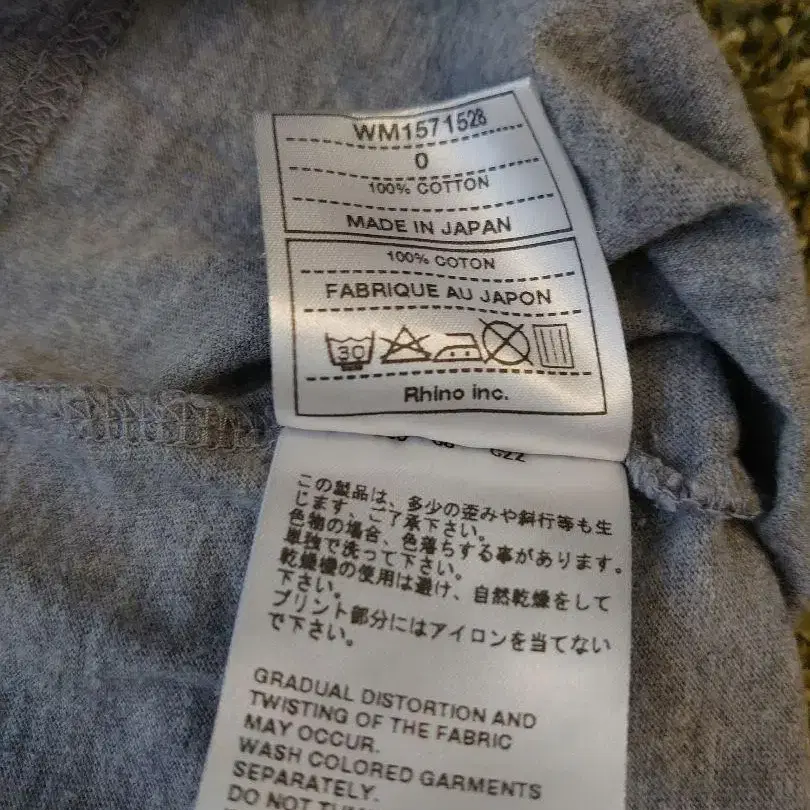 WM1571528
0
100% COTTON
MADE IN JAPAN
100% COTON
FABRIQUE AU JAPON
30
Rhino inc.
この製品は、多少の歪みや斜行等も生
じます、ご了承下さい。
色袖の場合、色落ちする事があります。
単独で洗って下さい。
乾燥機の使用は避け、自然乾燥をして
下さい。
プリント部分にはアイロンを当てない
で下さい。
GRADUAL DISTORTION AND
TWISTING OF THE FABRIC
MAY OCCUR.
WASH COLORED GARMENTS
SEPARATELY.
DO NOT